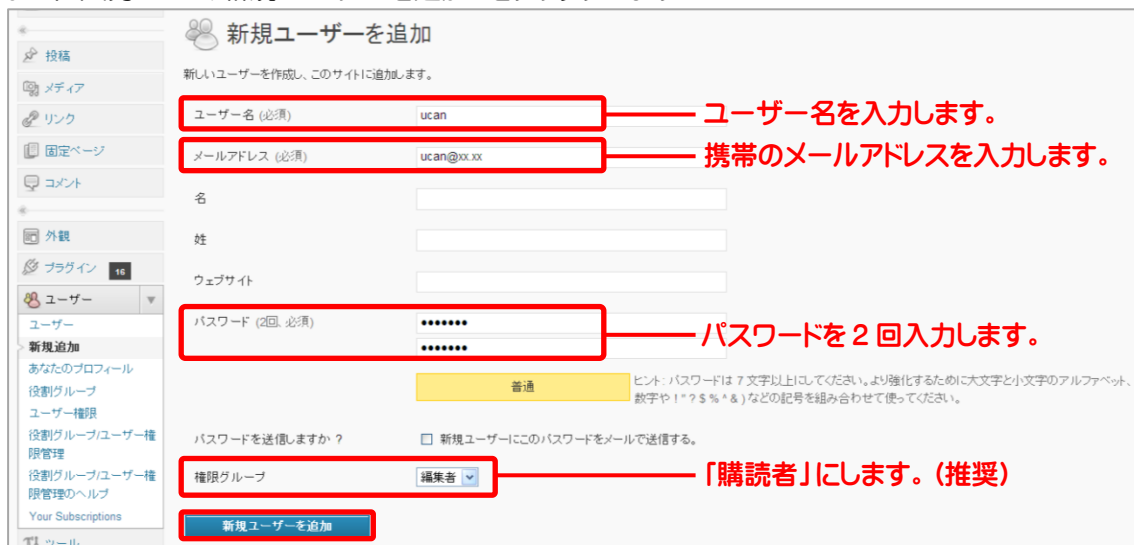 新規ユーザーを追加
新しいユーザーを作成し、このサイトに追加します。
投稿
メディア
リンク
固定ページ
コメント
外観
プラグイン 16
ユーザー
ユーザー
新規追加
あなたのプロフィール
役割グループ
ユーザー権限
役割グループ/ユーザー権
限管理
役割グループ/ユーザー権
限管理のヘルプ
Your Subscriptions
ツール
ユーザー名 (必須) ucan ユーザー名を入力します。
メールアドレス (必須) ucan@xx.xx 携帯のメールアドレスを入力します。
名
姓
ウェブサイト
パスワード (2回、必須) ●●●●●●●
●●●●●●● パスワードを2回入力します。
普通
ヒント: パスワードは 7 文字以上にしてください。より強化するために大文字と小文字のアルファベット、
数字や ! " ? $ % ^ & ) などの記号を組み合わせて使ってください。
パスワードを送信しますか ? 新規ユーザーにこのパスワードをメールで送信する。
権限グループ 編集者 「購読者」にします。(推奨)
新規ユーザーを追加